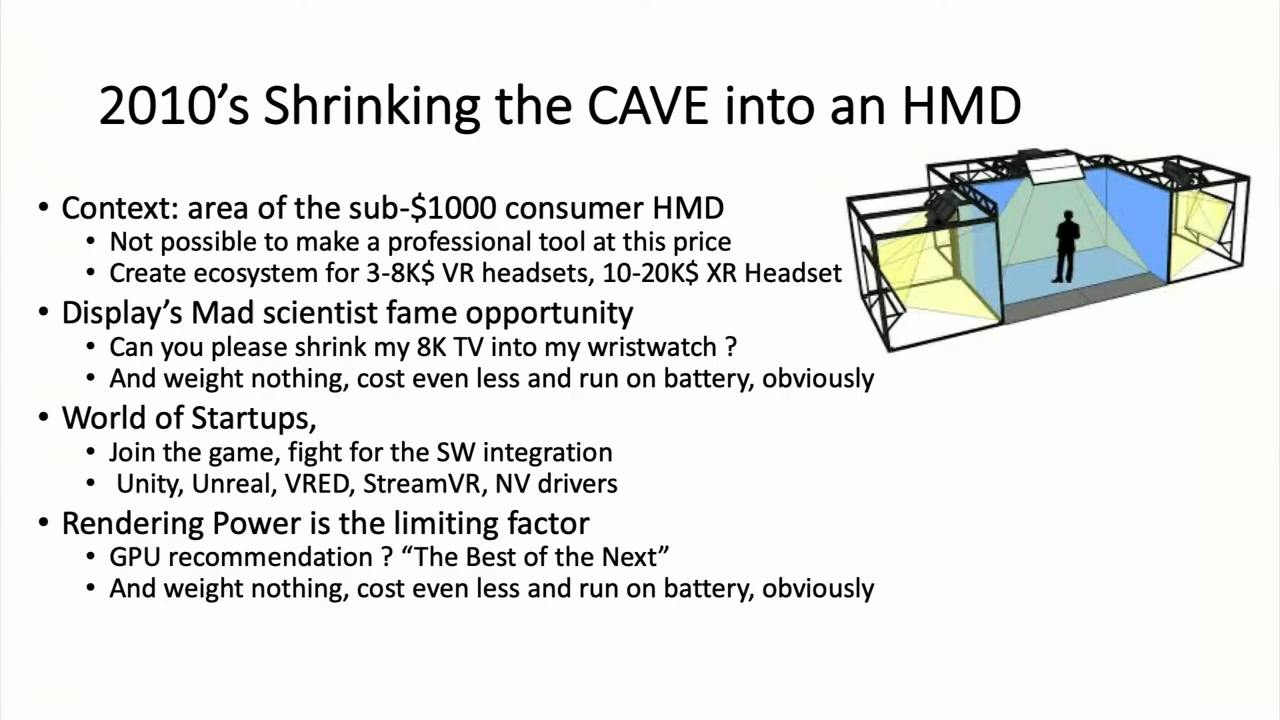 2010's Shrinking the CAVE into an HMD
• Context: area of the sub-$1000 consumer HMD
• Not possible to make a professional tool at this price
• Create ecosystem for 3-8K$ VR headsets, 10-20K$ XR Headset
• Display's Mad scientist fame opportunity
• Can you please shrink my 8K TV into my wristwatch ?
• And weight nothing, cost even less and run on battery, obviously
• World of Startups,
• Join the game, fight for the SW integration
• Unity, Unreal, VRED, StreamVR, NV drivers
• Rendering Power is the limiting factor
• GPU recommendation ? “The Best of the Next”
• And weight nothing, cost even less and run on battery, obviously